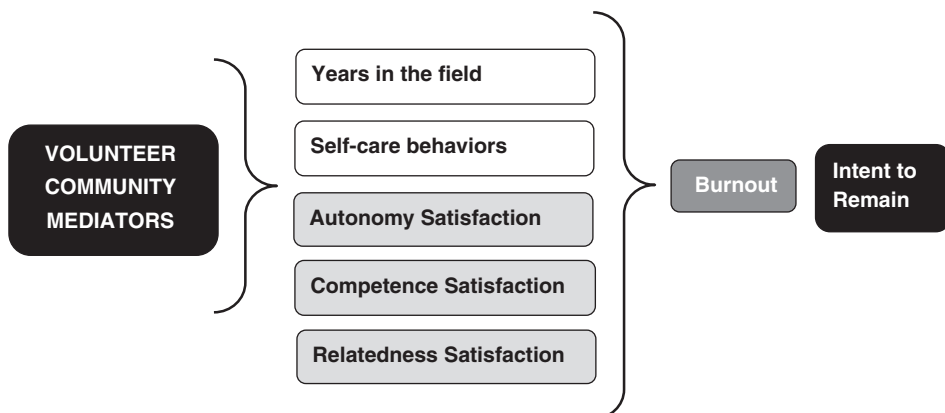 VOLUNTEER
COMMUNITY
MEDIATORS
Years in the field
Self-care behaviors
Autonomy Satisfaction
Competence Satisfaction
Relatedness Satisfaction
Burnout
Intent to
Remain